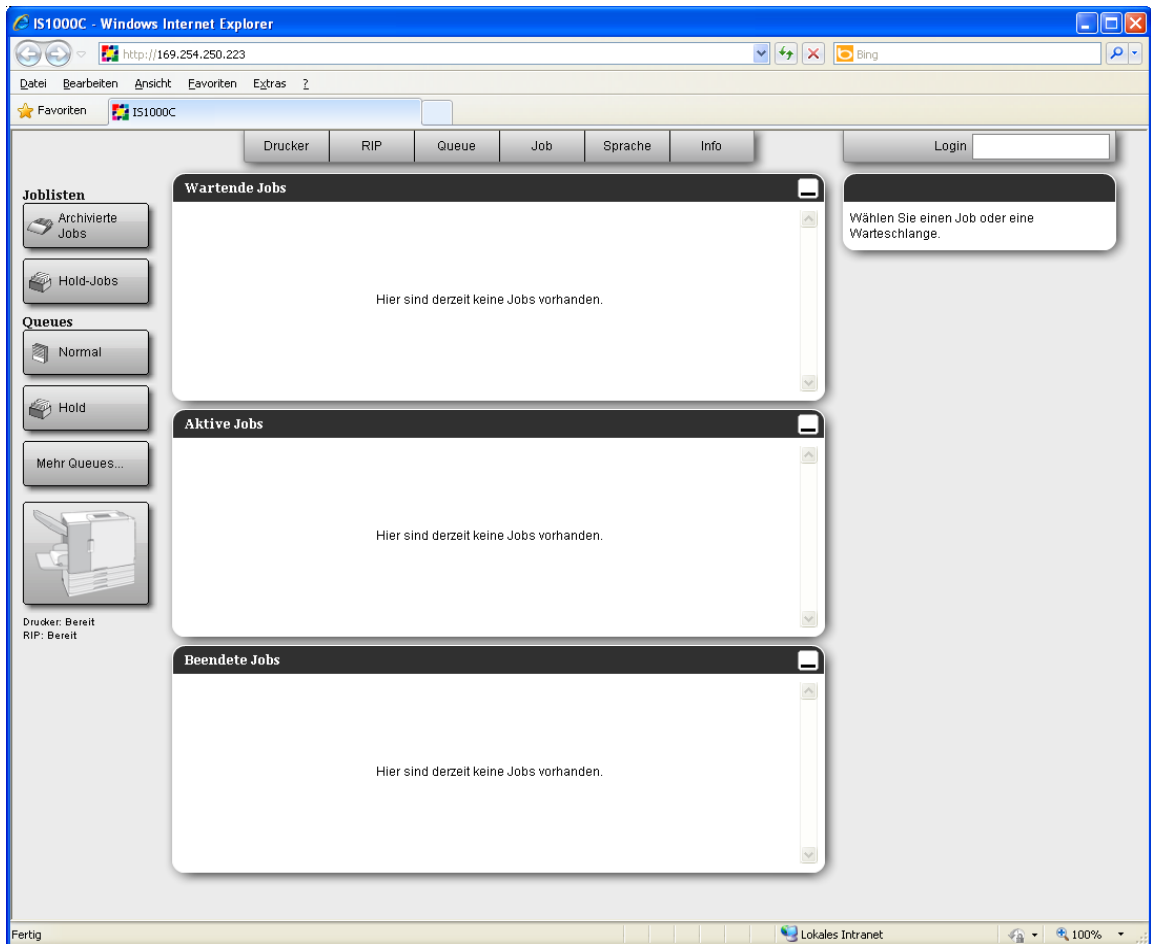 IS1000C - Windows Internet Explorer
http://169.254.250.223
Bing
Datei Bearbeiten Ansicht Favoriten Extras ?
Favoriten
IS1000C
Drucker RIP Queue Job Sprache Info
Login
Joblisten
Archivierte
Jobs
Hold-Jobs
Queues
Normal
Hold
Mehr Queues...
Drucker: Bereit
RIP: Bereit
Wartende Jobs
Hier sind derzeit keine Jobs vorhanden.
Aktive Jobs
Hier sind derzeit keine Jobs vorhanden.
Beendete Jobs
Hier sind derzeit keine Jobs vorhanden.
Wählen Sie einen Job oder eine
Warteschlange.
Fertig
Lokales Intranet
100%